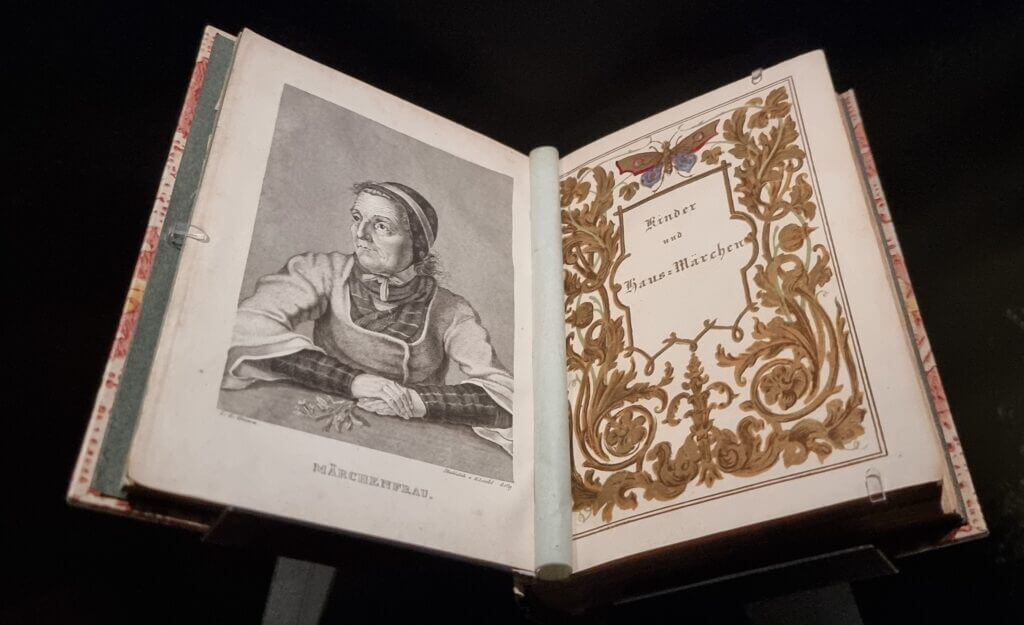 MÄRCHENFRAU.
Kinder
und
Haus=Märchen